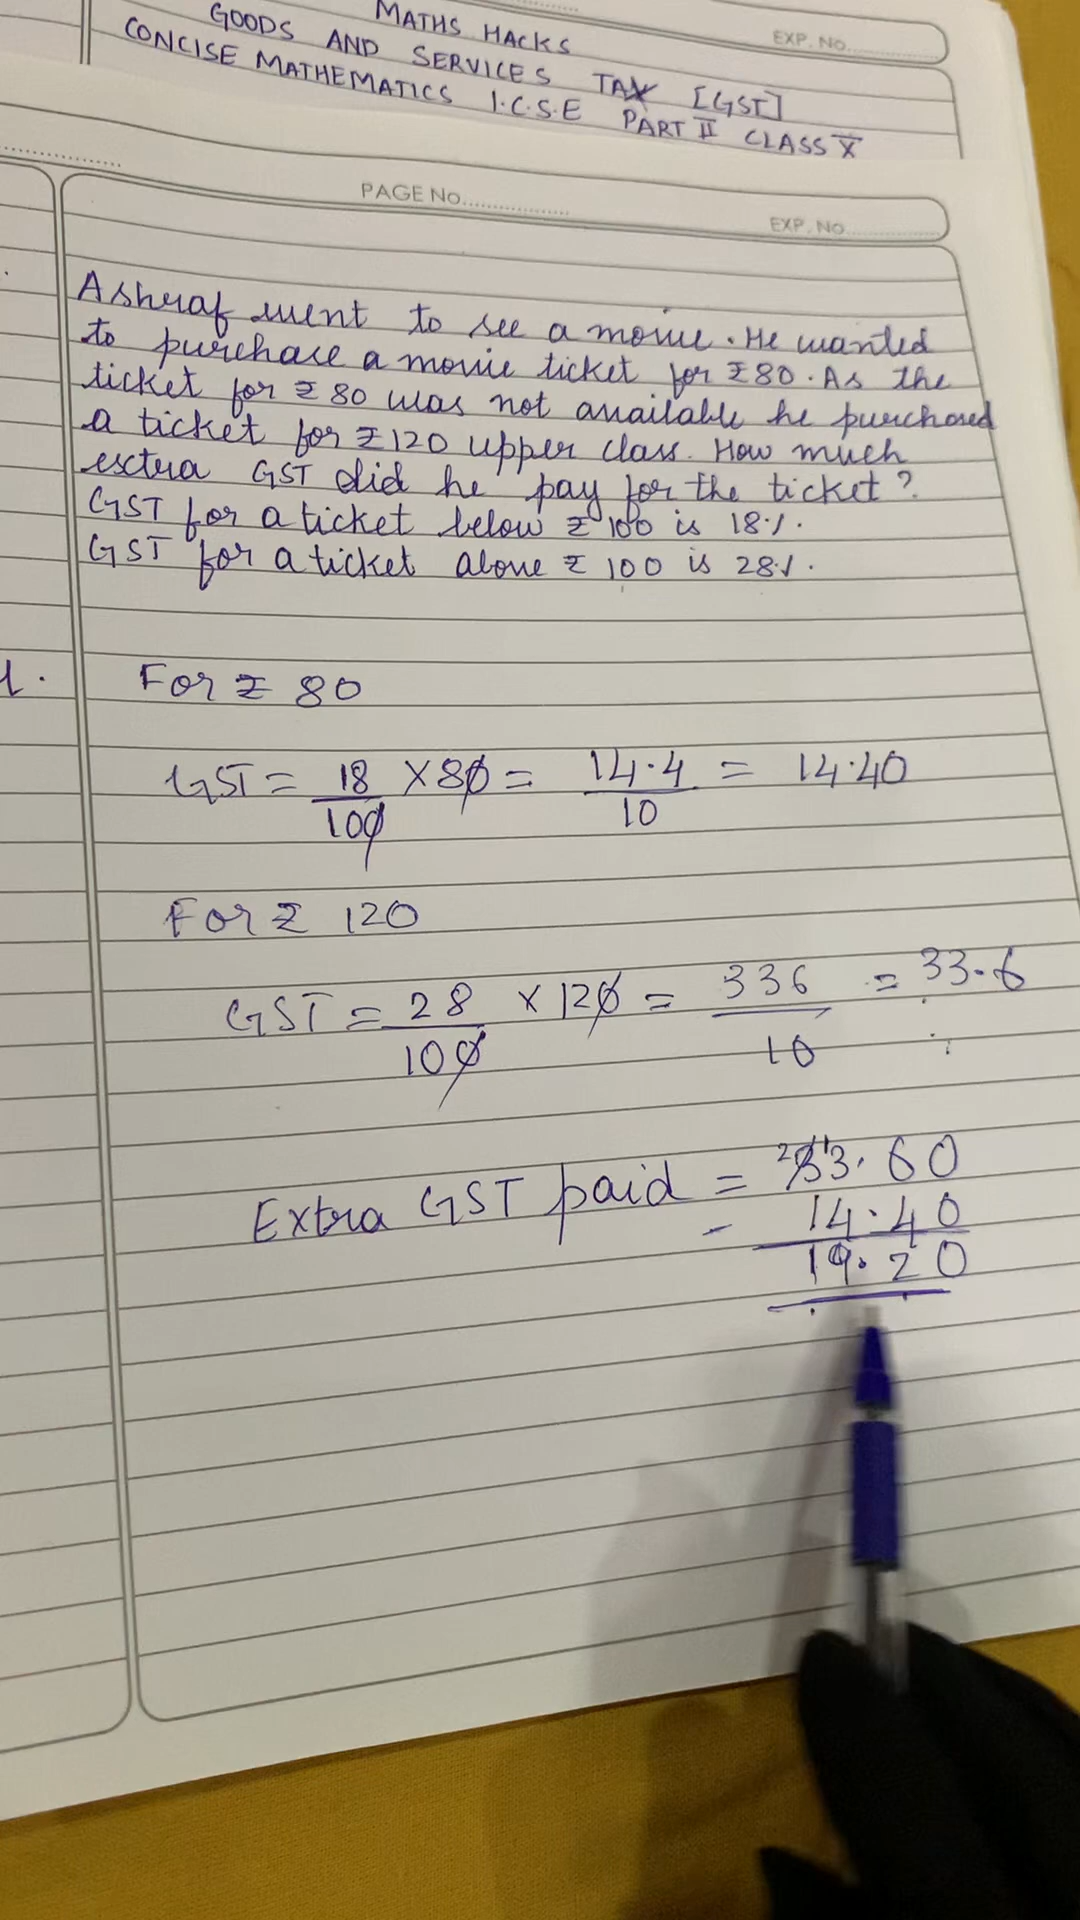 MATHS HACKS
EXP. NO.
GOODS AND SERVICES TAX [GST]
CONCISE MATHEMATICS I.C.S.E PART II CLASS X
PAGE No.
EXP. NO
Asheraf went to see a movie. He wanted
to purchase a movie ticket for ₹80. As the
ticket for ₹80 was not available he purchased
a ticket for ₹120 upper class. How much
extra GST did he pay for the ticket?
GST for a ticket below ₹100 is 18%.
GST for a ticket above ₹100 is 28%.
1. For ₹ 80
GST = 18/100 × 80 = 14.4/10 = 14.40
For ₹ 120
GST = 28/100 × 120 = 336/10 = 33.6
Extra GST paid = 33.60
- 14.40
19.20